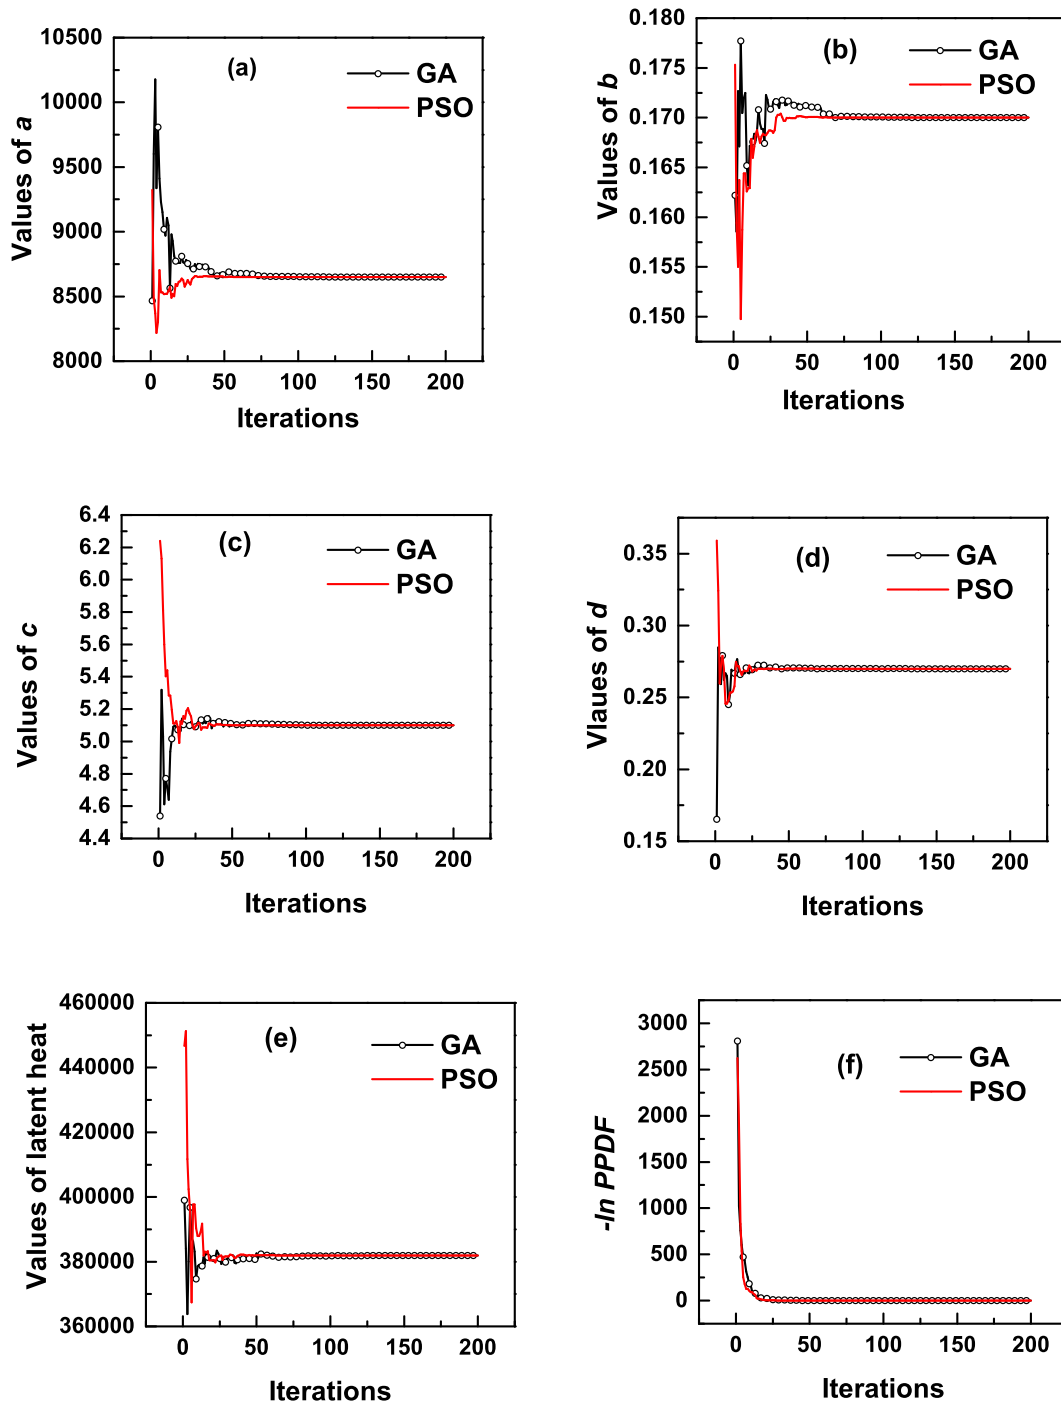 (a)
GA
PSO
10500
10000
9500
9000
8500
8000
Values of a
0 50 100 150 200
Iterations
(b)
GA
PSO
0.180
0.175
0.170
0.165
0.160
0.155
0.150
Values of b
0 50 100 150 200
Iterations
(c)
GA
PSO
6.4
6.2
6.0
5.8
5.6
5.4
5.2
5.0
4.8
4.6
4.4
Values of c
0 50 100 150 200
Iterations
(d)
GA
PSO
0.35
0.30
0.25
0.20
0.15
Vlaues of d
0 50 100 150 200
Iterations
(e)
GA
PSO
460000
440000
420000
400000
380000
360000
Values of latent heat
0 50 100 150 200
Iterations
(f)
GA
PSO
3000
2500
2000
1500
1000
500
0
-ln PPDF
0 50 100 150 200
Iterations